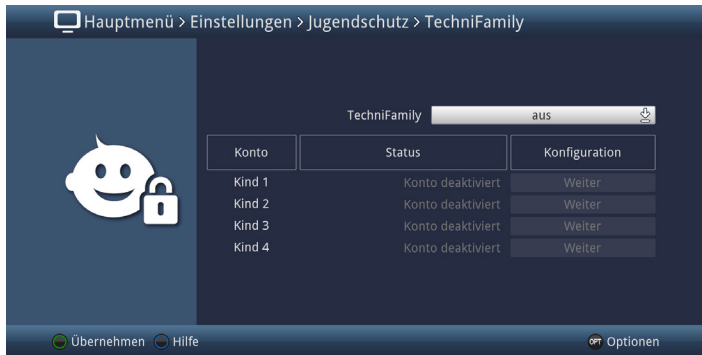 Hauptmenü > Einstellungen > Jugendschutz > TechniFamily
TechniFamily aus
Konto Status Konfiguration
Kind 1 Konto deaktiviert Weiter
Kind 2 Konto deaktiviert Weiter
Kind 3 Konto deaktiviert Weiter
Kind 4 Konto deaktiviert Weiter
Übernehmen Hilfe OPT Optionen